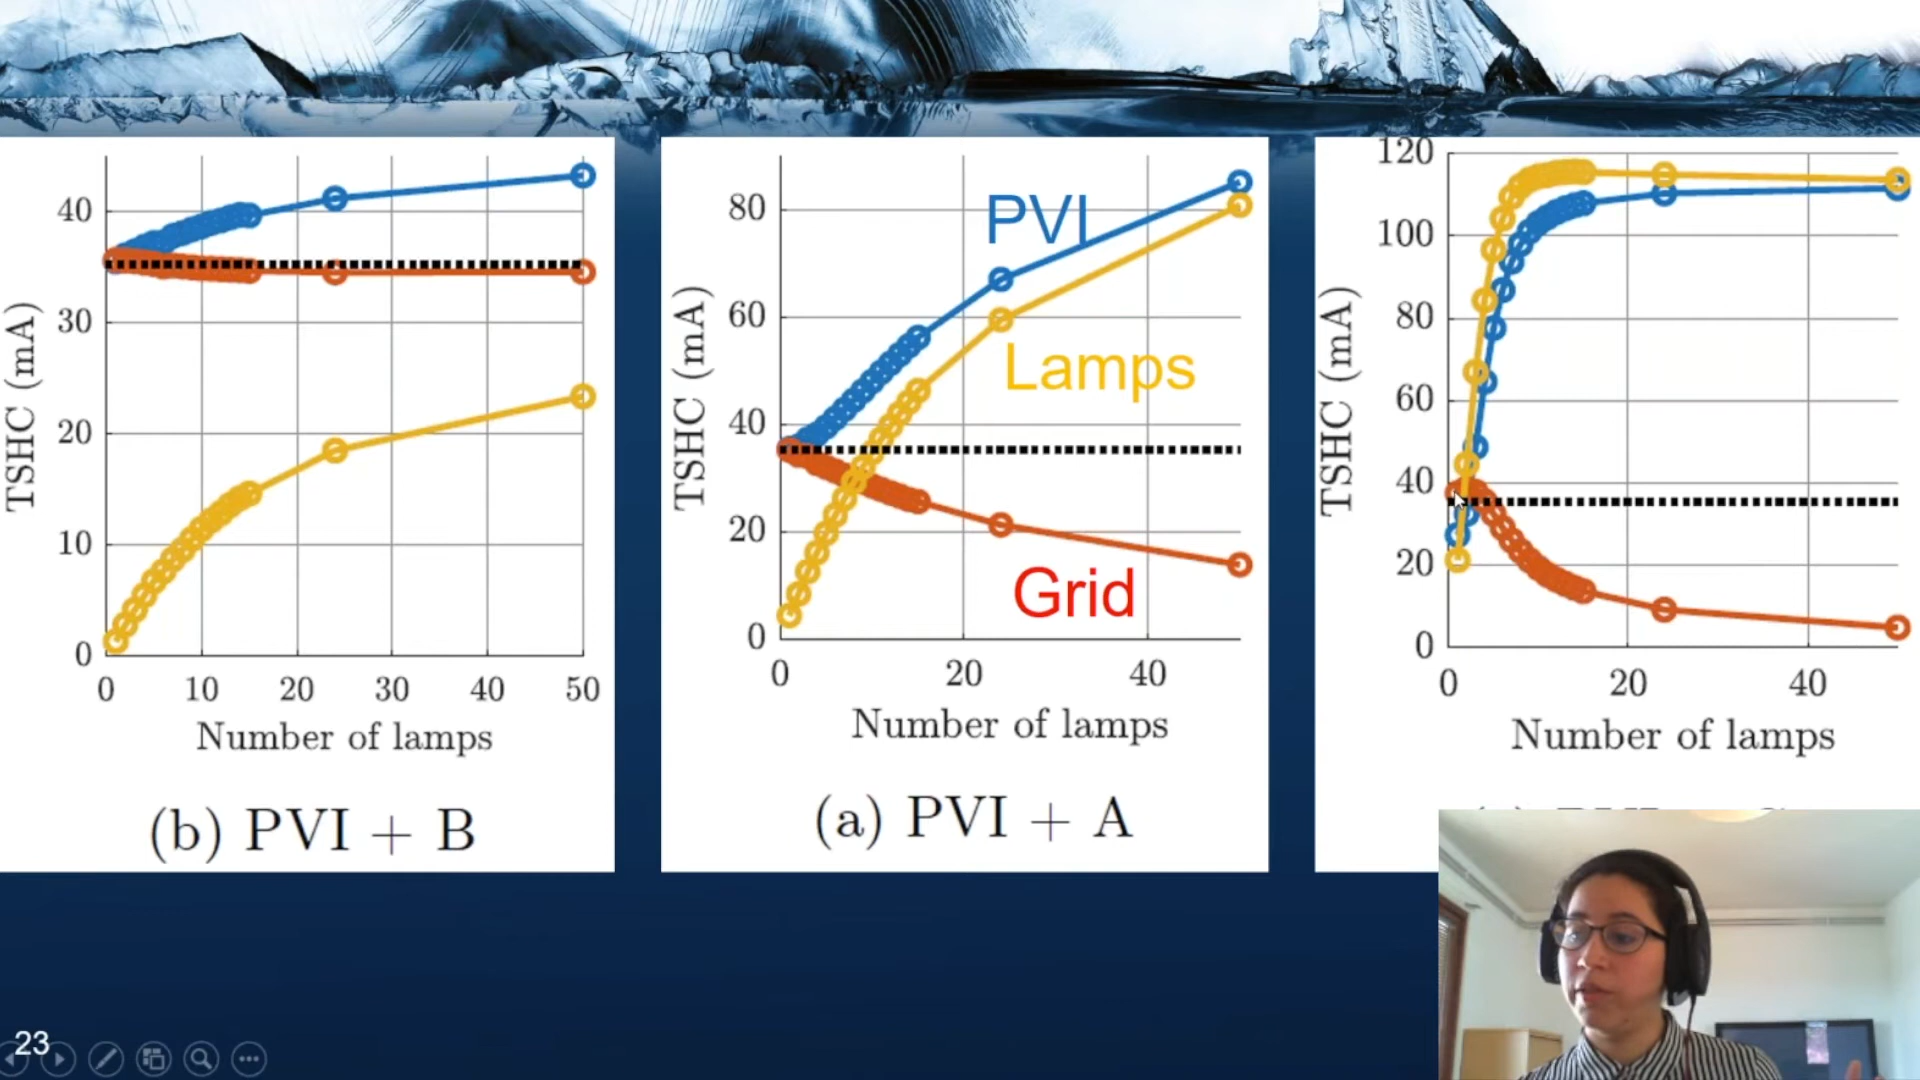 40
30
20
10
0
TSHC (mA)
0 10 20 30 40 50
Number of lamps
(b) PVI + B
80
60
40
20
0
TSHC (mA)
PVI
Lamps
Grid
0 20 40
Number of lamps
(a) PVI + A
120
100
80
60
40
20
0
TSHC (mA)
0 20 40
Number of lamps
23